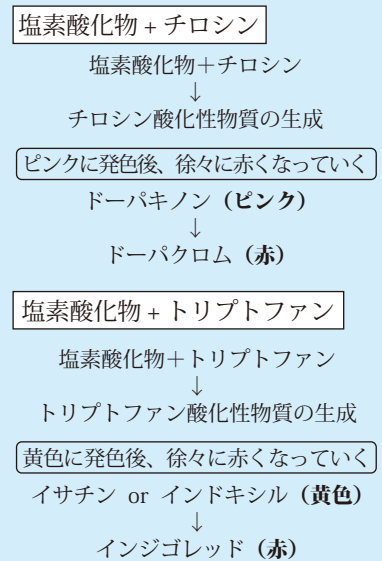 塩素酸化物 + チロシン
塩素酸化物＋チロシン
↓
チロシン酸化性物質の生成
ピンクに発色後、徐々に赤くなっていく
ドーパキノン（ピンク）
↓
ドーパクロム（赤）
塩素酸化物 + トリプトファン
塩素酸化物＋トリプトファン
↓
トリプトファン酸化性物質の生成
黄色に発色後、徐々に赤くなっていく
イサチン or インドキシル（黄色）
↓
インジゴレッド（赤）